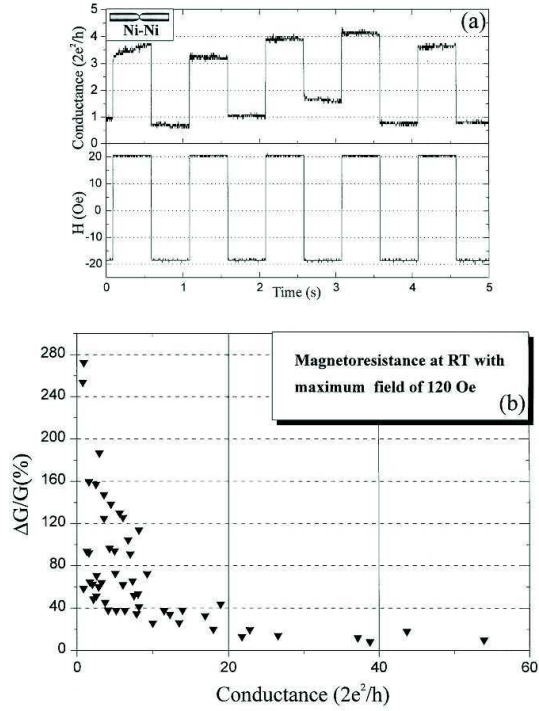 (a)
Ni-Ni
Conductance (2e²/h)
5
4
3
2
1
0
H (Oe)
20
10
0
-10
-20
0 1 2 3 4 5
Time (s)
Magnetoresistance at RT with
maximum field of 120 Oe
(b)
ΔG/G(%)
280
240
200
160
120
80
40
0
0 20 40 60
Conductance (2e²/h)